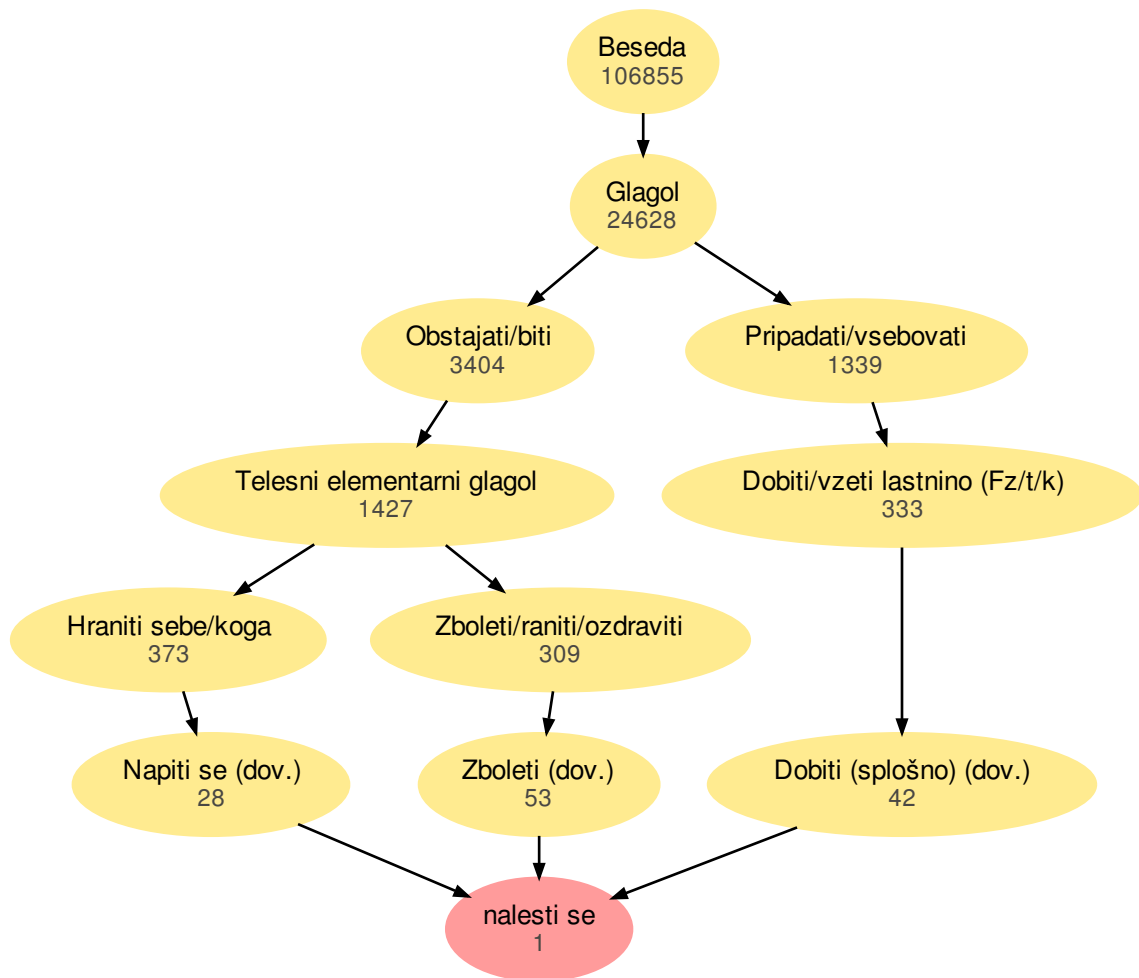 Beseda
106855
Glagol
24628
Obstajati/biti
3404
Pripadati/vsebovati
1339
Telesni elementarni glagol
1427
Dobiti/vzeti lastnino (Fz/t/k)
333
Hraniti sebe/koga
373
Zboleti/raniti/ozdraviti
309
Napiti se (dov.)
28
Zboleti (dov.)
53
Dobiti (splošno) (dov.)
42
nalesti se
1